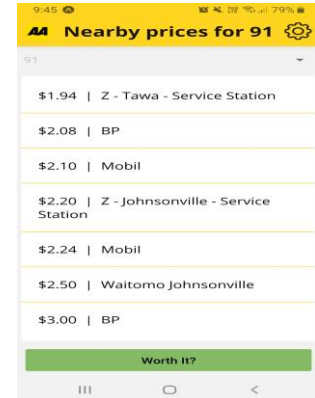 9:45
79%
AA Nearby prices for 91
91
$1.94 | Z - Tawa - Service Station
$2.08 | BP
$2.10 | Mobil
$2.20 | Z - Johnsonville - Service
Station
$2.24 | Mobil
$2.50 | Waitomo Johnsonville
$3.00 | BP
Worth It?